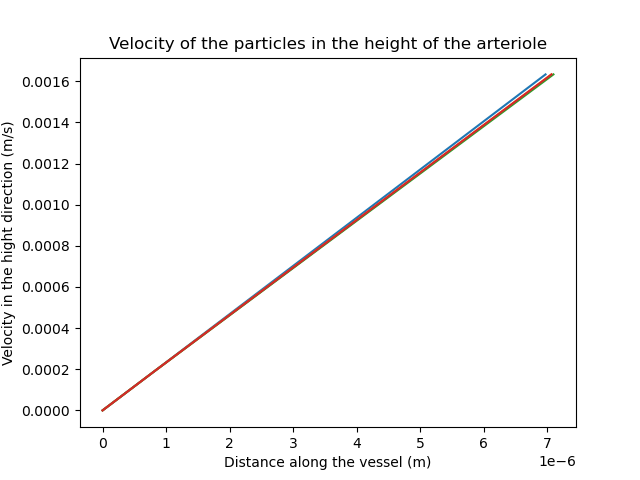 Velocity of the particles in the height of the arteriole
Velocity in the hight direction (m/s)
0.0016
0.0014
0.0012
0.0010
0.0008
0.0006
0.0004
0.0002
0.0000
0 1 2 3 4 5 6 7
1e−6
Distance along the vessel (m)